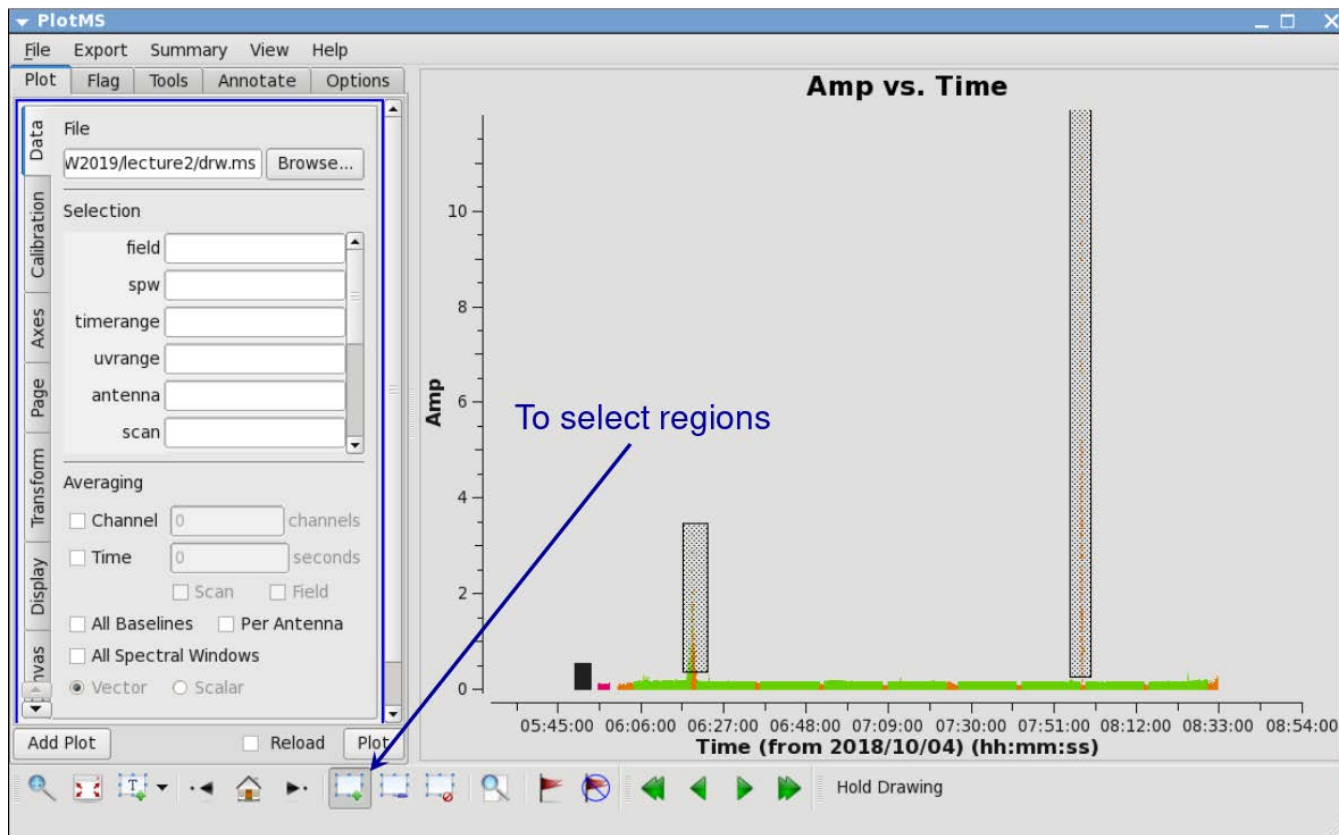 PlotMS
File Export Summary View Help
Plot Flag Tools Annotate Options
Data
Calibration
Axes
Page
Transform
Display
nvas
File
W2019/lecture2/drw.ms Browse...
Selection
field
spw
timerange
uvrange
antenna
scan
Averaging
Channel 0 channels
Time 0 seconds
Scan Field
All Baselines Per Antenna
All Spectral Windows
Vector Scalar
Add Plot Reload Plot
Amp vs. Time
Amp
10
8
6
4
2
0
To select regions
05:45:00 06:06:00 06:27:00 06:48:00 07:09:00 07:30:00 07:51:00 08:12:00 08:33:00 08:54:00
Time (from 2018/10/04) (hh:mm:ss)
T
Hold Drawing